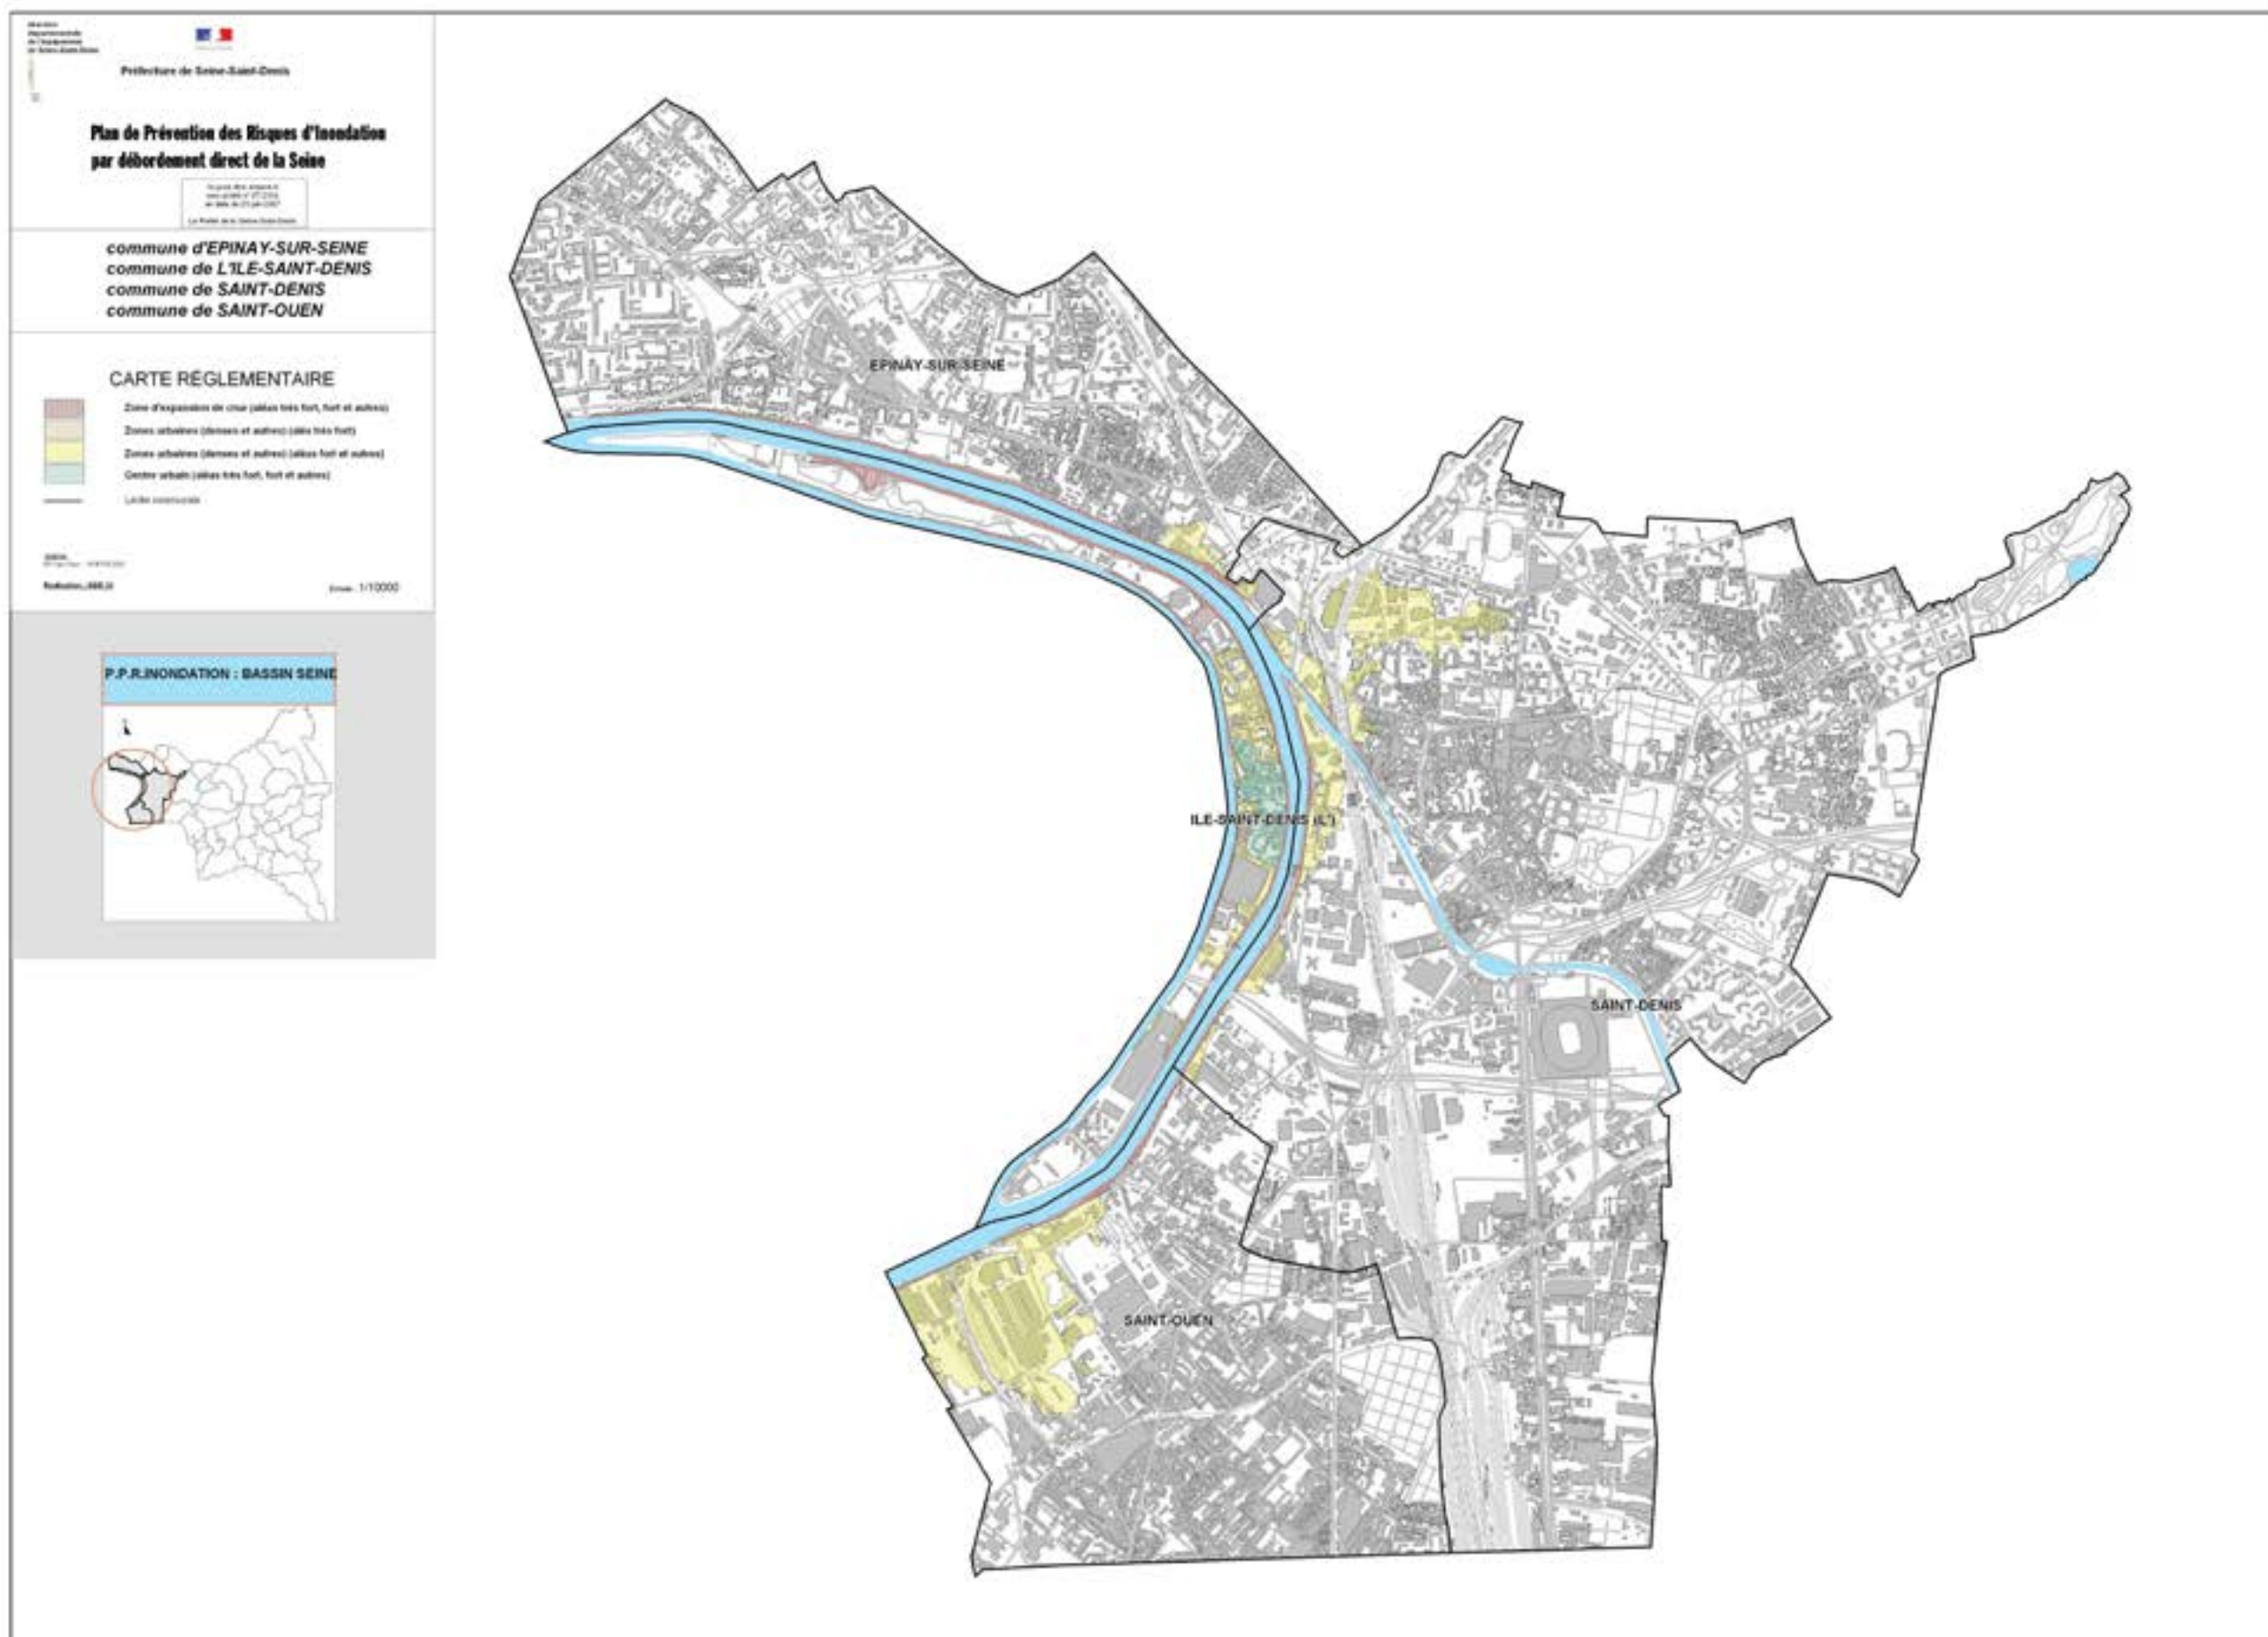 Préfecture de Seine-Saint-Denis
Plan de Prévention des Risques d'Inondation
par débordement direct de la Seine
commune d'EPINAY-SUR-SEINE
commune de L'ILE-SAINT-DENIS
commune de SAINT-DENIS
commune de SAINT-OUEN
CARTE RÉGLEMENTAIRE
Zone d'expansion de crue (aléas très fort, fort et autres)
Zones urbaines (denses et autres) (aléa très fort)
Zones urbaines (denses et autres) (aléas fort et autres)
Centre urbain (aléas très fort, fort et autres)
Limite communale
1/10000
P.P.R.INONDATION : BASSIN SEINE
EPINAY-SUR-SEINE
ILE-SAINT-DENIS (L')
SAINT-DENIS
SAINT-OUEN